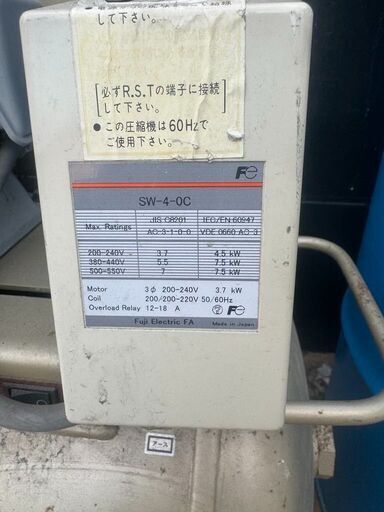 して下さい。
［必ずR.S.Tの端子に接続
して下さい。］
● この圧縮機は60Hzで
ご使用下さい。
Fe
SW-4-0C
Max. Ratings JIS C8201 AC-3-1-0-0 IEC/EN 60947 VDE 0660 AC-3
200-240V 3.7 4.5 kW
380-440V 5.5 7.5 kW
500-550V 7 7.5 kW
Motor 3φ 200-240V 3.7 kW
Coil 200/200-220V 50/60Hz
Overload Relay 12-18 A Fe
Fuji Electric FA Made in Japan
アース